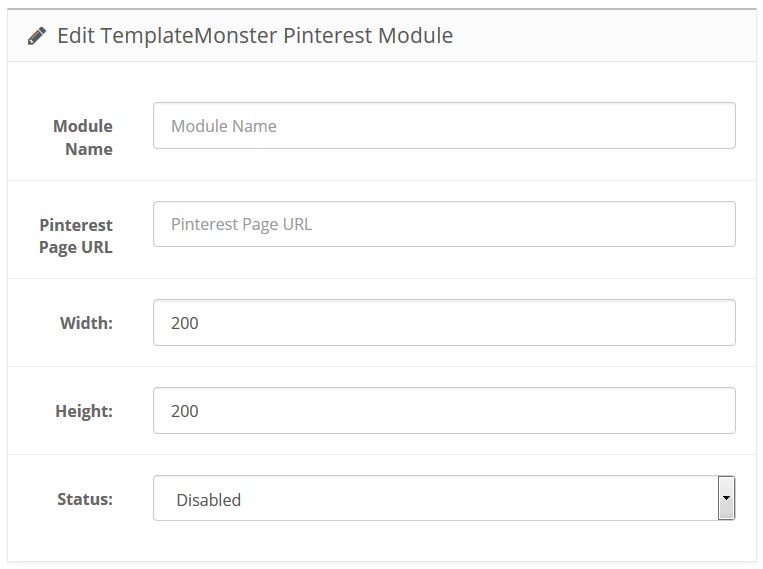 Edit TemplateMonster Pinterest Module
Module
Name
Module Name
Pinterest
Page URL
Pinterest Page URL
Width:
200
Height:
200
Status:
Disabled